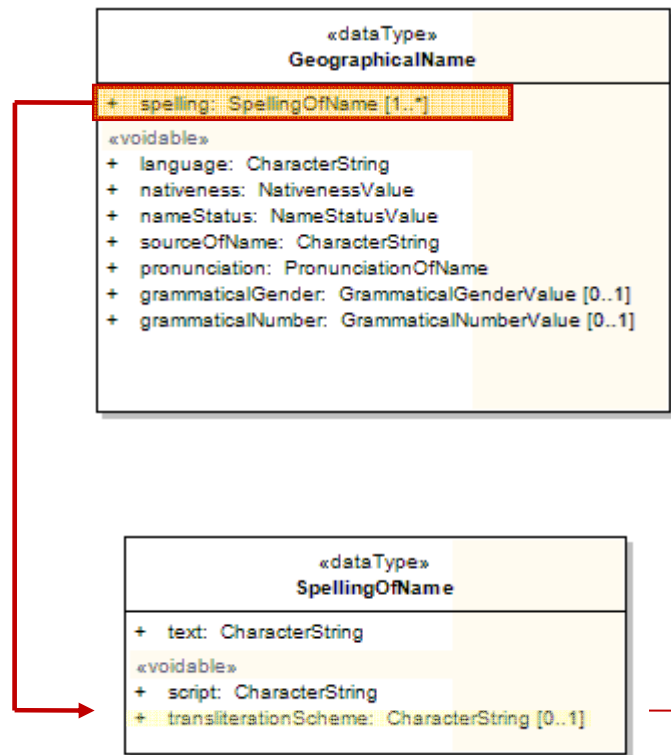 «dataType»
GeographicalName
+ spelling: SpellingOfName [1..*]
«voidable»
+ language: CharacterString
+ nativeness: NativenessValue
+ nameStatus: NameStatusValue
+ sourceOfName: CharacterString
+ pronunciation: PronunciationOfName
+ grammaticalGender: GrammaticalGenderValue [0..1]
+ grammaticalNumber: GrammaticalNumberValue [0..1]
«dataType»
SpellingOfName
+ text: CharacterString
«voidable»
+ script: CharacterString
+ transliterationScheme: CharacterString [0..1]